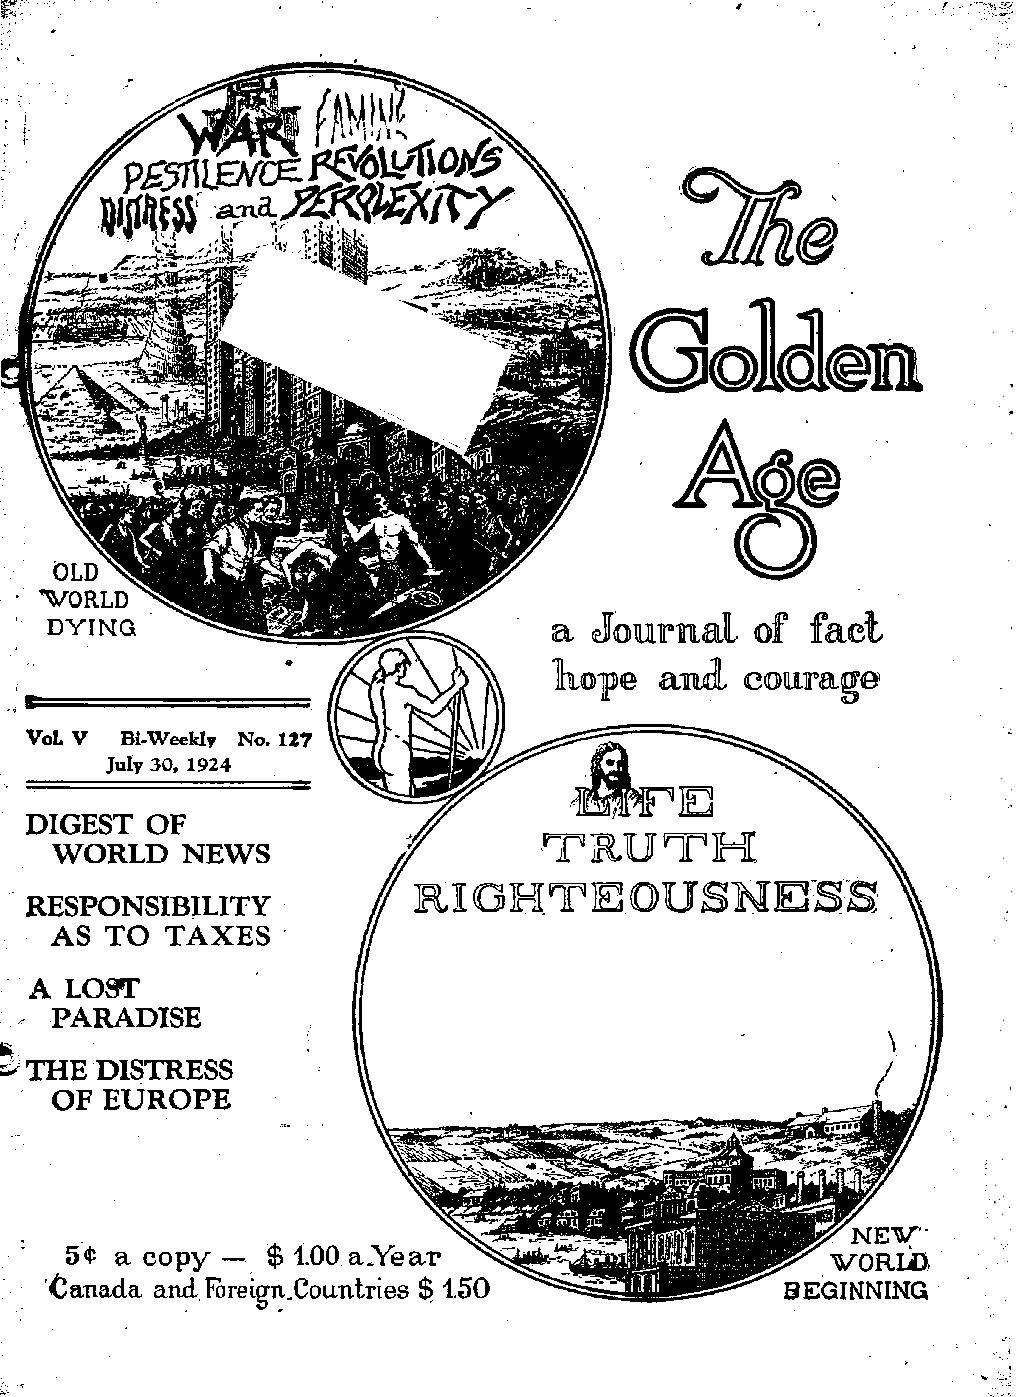 WAR FAMINE
PESTILENCE REVOLUTIONS
DISTRESS and PERPLEXITY
The
Golden
Age
OLD
WORLD
DYING
a Journal of fact
hope and courage
Vol. V Bi-Weekly No. 127
July 30, 1924
DIGEST OF
WORLD NEWS
RESPONSIBILITY
AS TO TAXES
A LOST
PARADISE
THE DISTRESS
OF EUROPE
LIFE
TRUTH
RIGHTEOUSNESS
5¢ a copy — $ 1.00 a Year
Canada and Foreign Countries $ 1.50
NEW
WORLD
BEGINNING